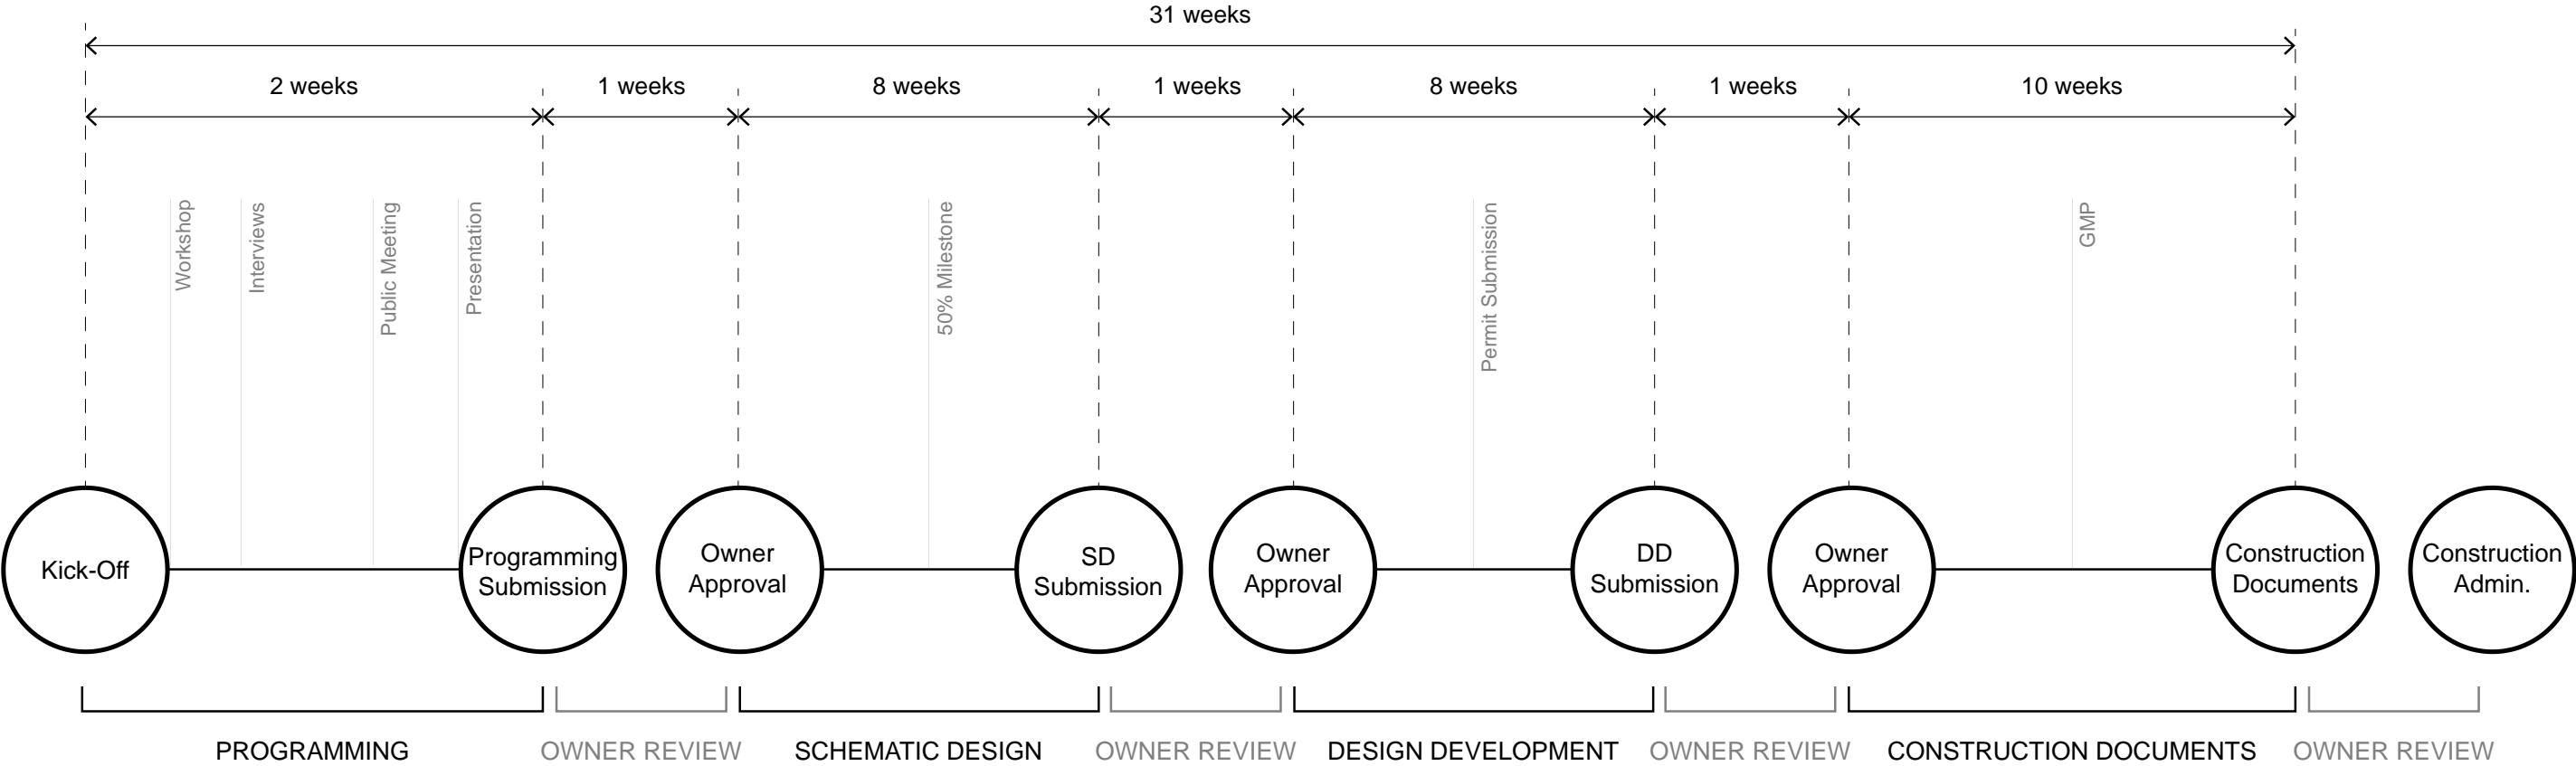 31 weeks
2 weeks
1 weeks
8 weeks
1 weeks
8 weeks
1 weeks
10 weeks
Workshop
Interviews
Public Meeting
Presentation
50% Milestone
Permit Submission
GMP
Kick-Off
Programming
Submission
Owner
Approval
SD
Submission
Owner
Approval
DD
Submission
Owner
Approval
Construction
Documents
Construction
Admin.
PROGRAMMING
OWNER REVIEW
SCHEMATIC DESIGN
OWNER REVIEW
DESIGN DEVELOPMENT
OWNER REVIEW
CONSTRUCTION DOCUMENTS
OWNER REVIEW